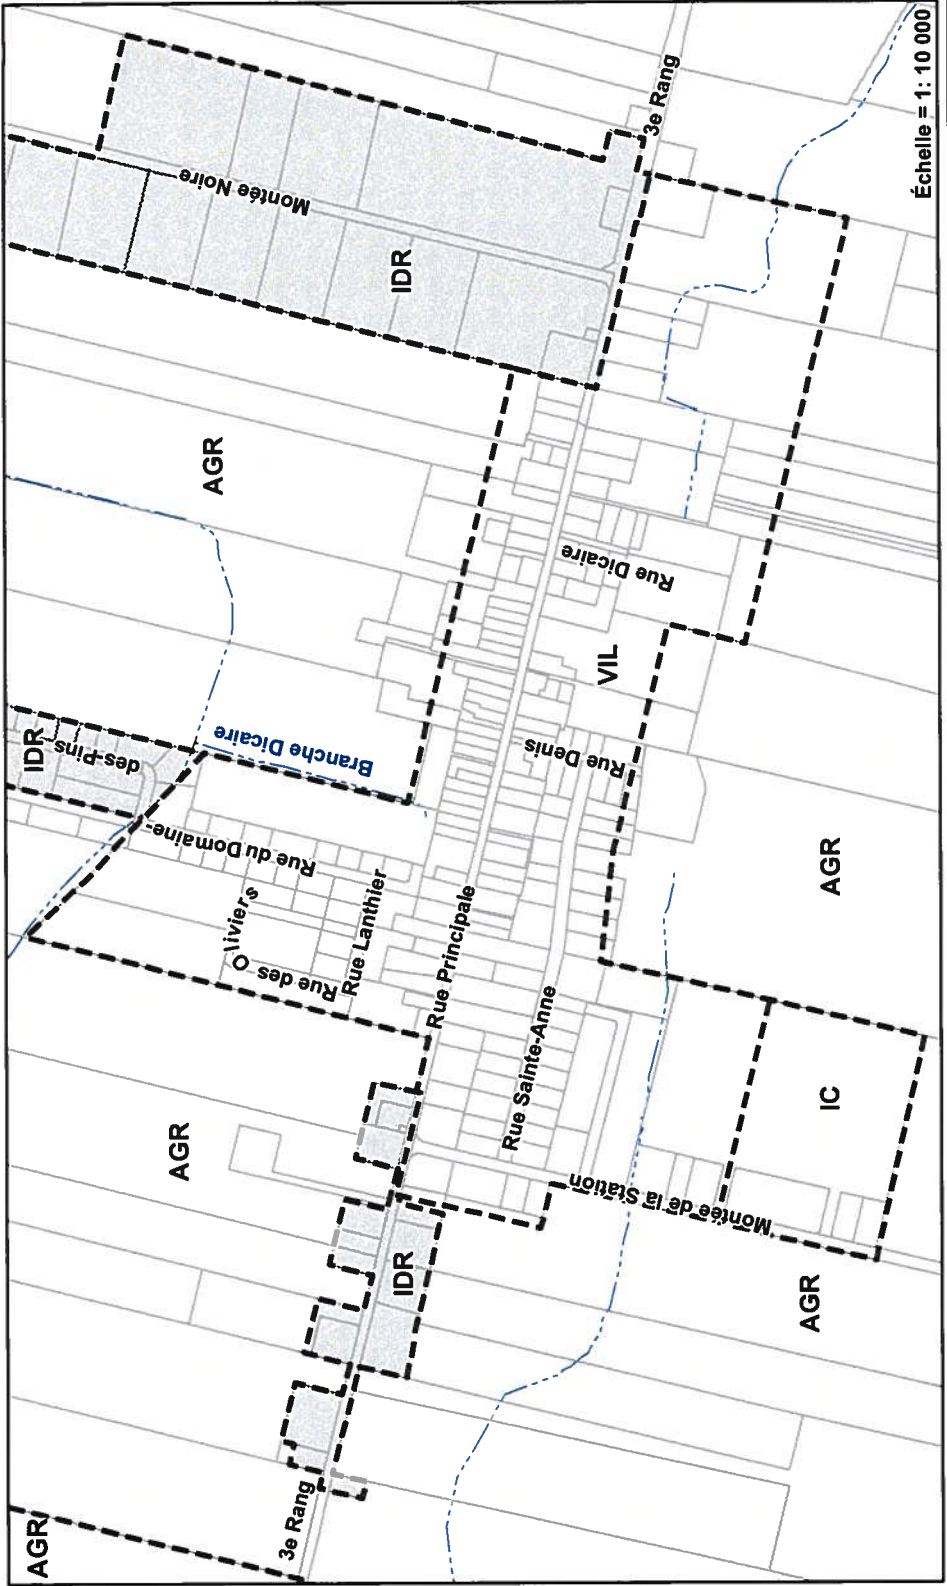 3e Rang
Échelle = 1: 10 000
Montée Noire
IDR
AGR
Rue Dicaire
VIL
Rue Denis
Branche Dicaire
IDR
des-Pins
Rue du Domaine-
Rue des Oliviers
Rue Lanthier
Rue Principale
Rue Sainte-Anne
AGR
IC
Montée de la Station
AGR
IDR
AGR
3e Rang
AGR